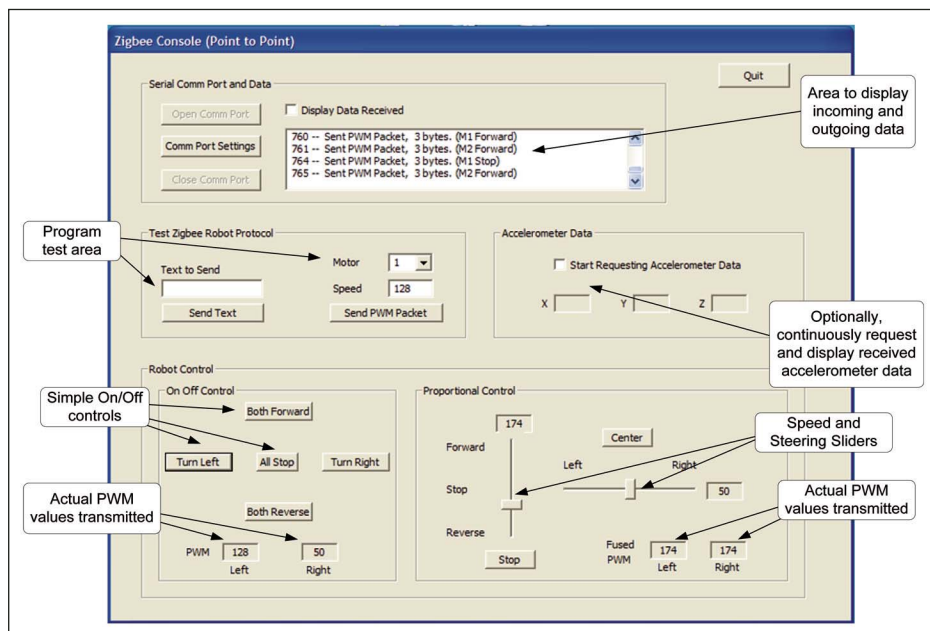 Zigbee Console (Point to Point)
Quit
Serial Comm Port and Data
Open Comm Port
Display Data Received
Comm Port Settings
Close Comm Port
760 -- Sent PWM Packet, 3 bytes. (M1 Forward)
761 -- Sent PWM Packet, 3 bytes. (M2 Forward)
764 -- Sent PWM Packet, 3 bytes. (M1 Stop)
765 -- Sent PWM Packet, 3 bytes. (M2 Forward)
Area to display
incoming and
outgoing data
Program
test area
Test Zigbee Robot Protocol
Text to Send
Send Text
Motor 1
Speed 128
Send PWM Packet
Accelerometer Data
Start Requesting Accelerometer Data
X Y Z
Optionally,
continuously request
and display received
accelerometer data
Robot Control
Simple On/Off
controls
On Off Control
Both Forward
Turn Left All Stop Turn Right
Both Reverse
Actual PWM
values transmitted
PWM 128 50
Left Right
Proportional Control
174
Forward
Stop
Reverse
Stop
Center
Left Right
50
Speed and
Steering Sliders
Actual PWM
values transmitted
Fused
PWM
174 174
Left Right